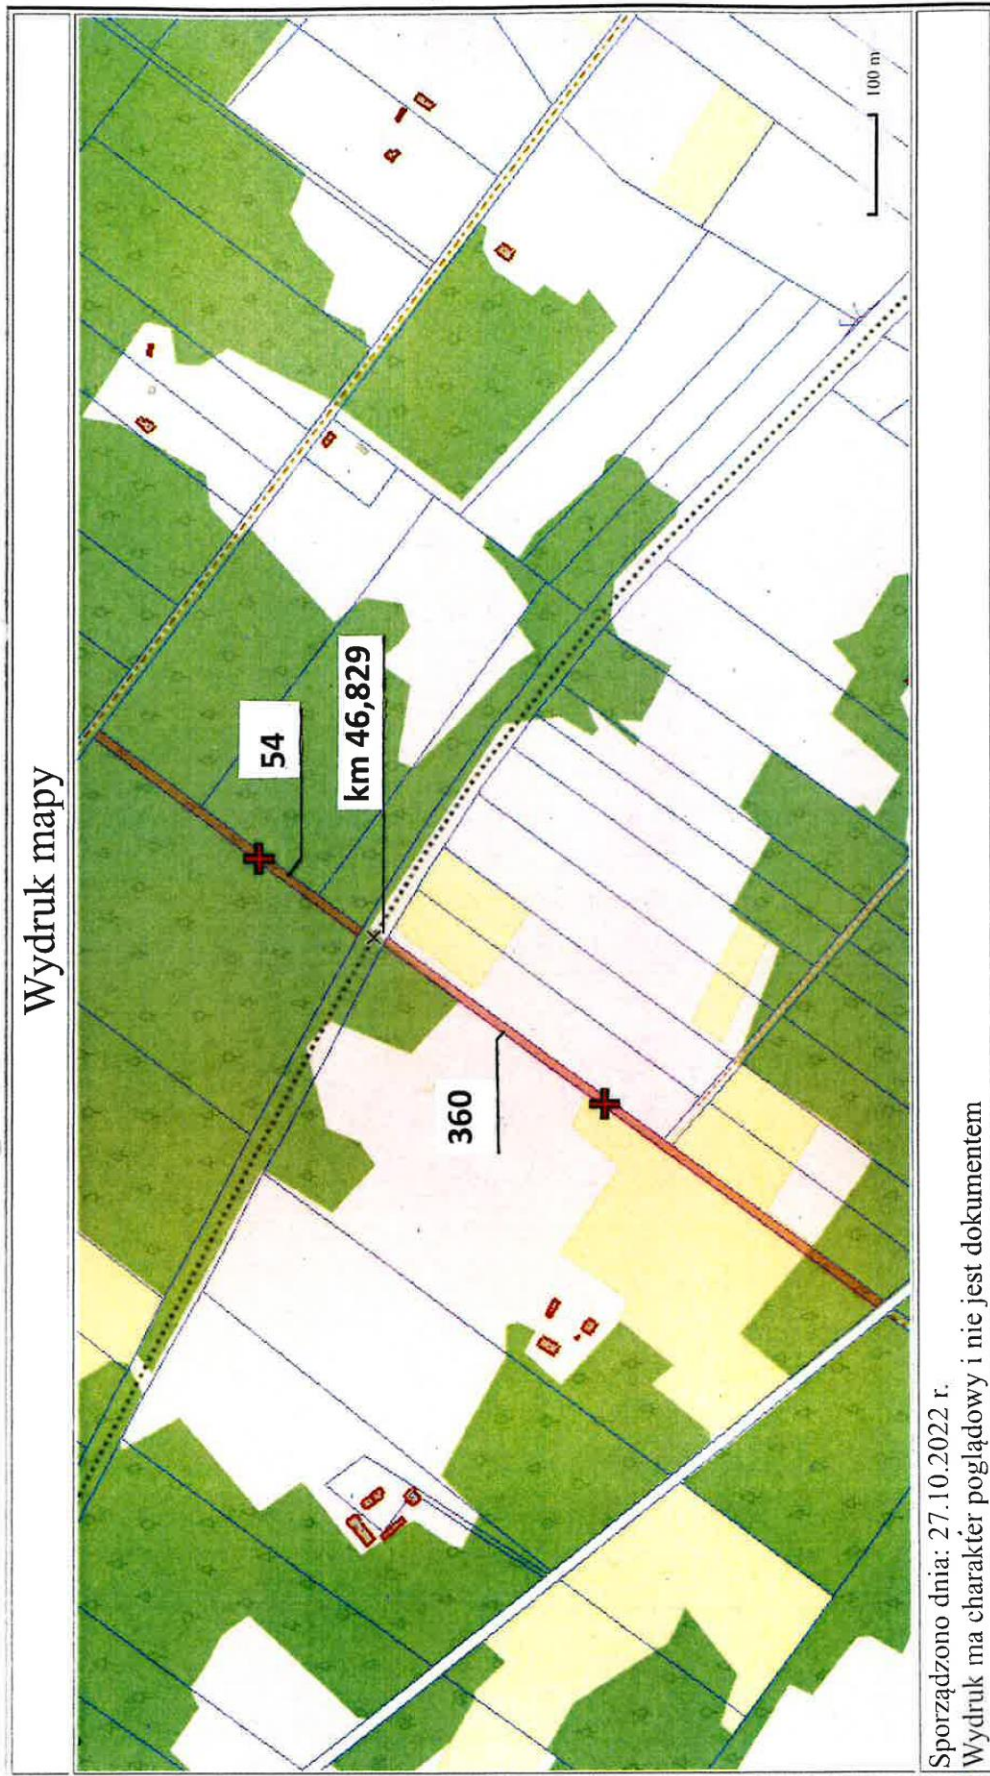 Wydruk mapy
54
km 46,829
360
100 m
Sporządzono dnia: 27.10.2022 r.
Wydruk ma charakter poglądowy i nie jest dokumentem